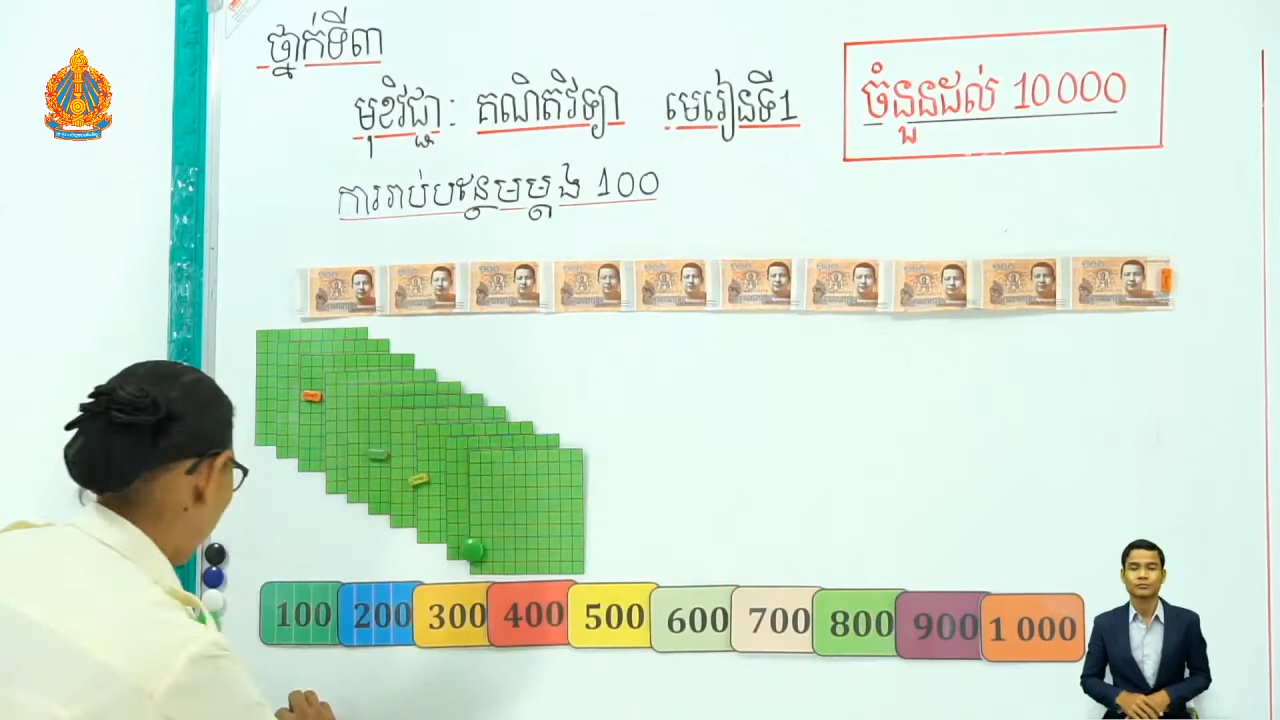 ថ្នាក់ទី៣
មុខវិជ្ជា: គណិតវិទ្យា មេរៀនទី1
ចំនួនដល់ 10000
ការរាប់បន្ថែមម្តង 100
100 200 300 400 500 600 700 800 900 1 000